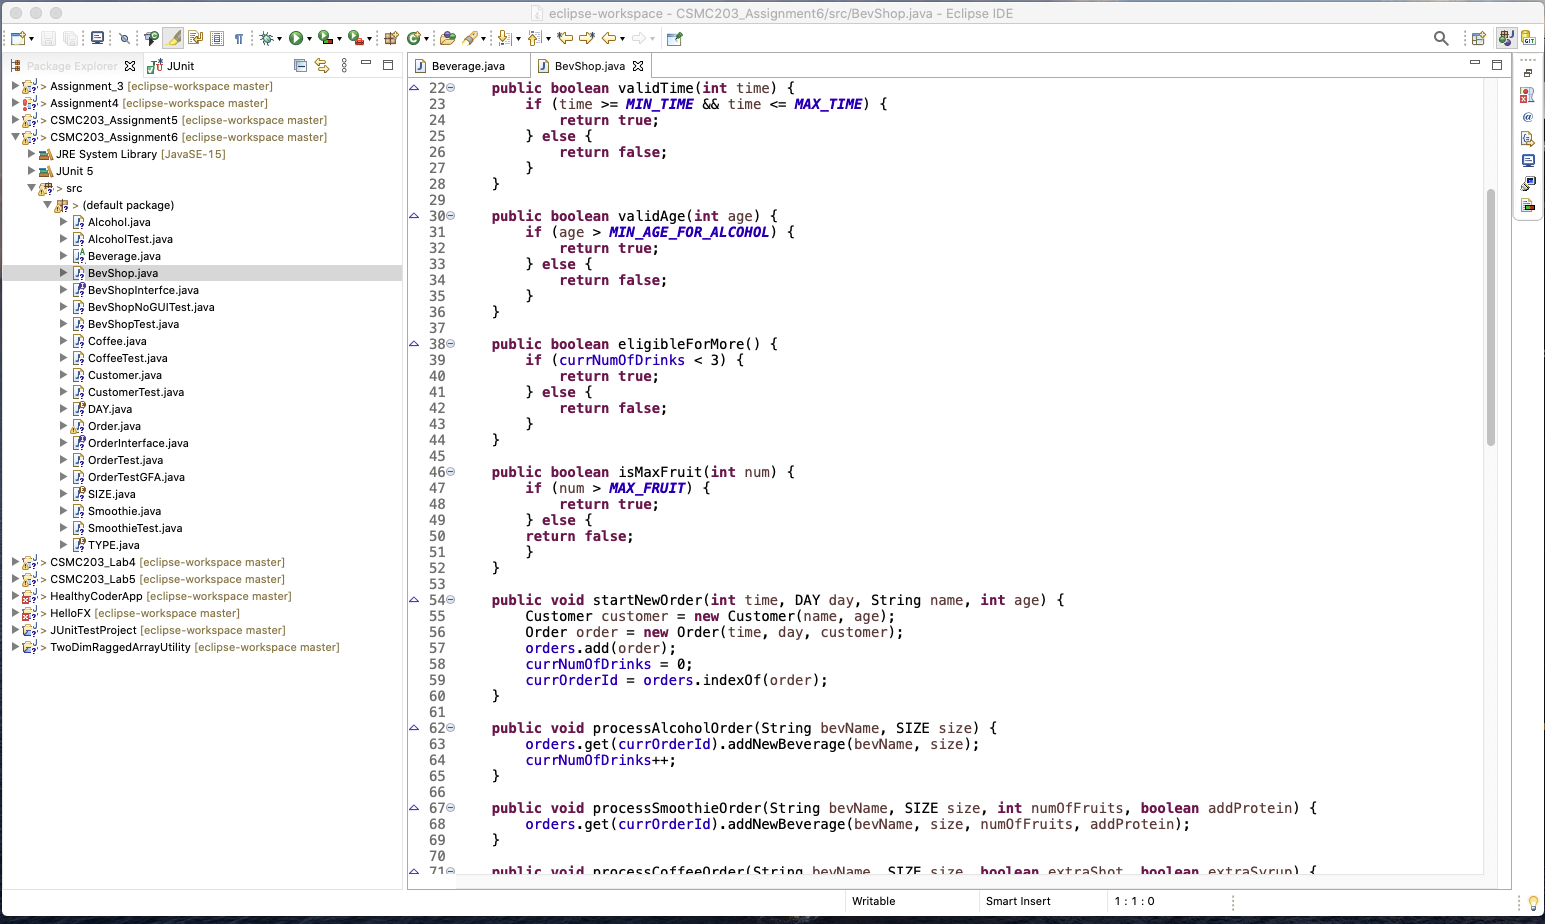 eclipse-workspace - CSMC203_Assignment6/src/BevShop.java - Eclipse IDE
Package Explorer
JUnit
> Assignment_3 [eclipse-workspace master]
> Assignment4 [eclipse-workspace master]
> CSMC203_Assignment5 [eclipse-workspace master]
> CSMC203_Assignment6 [eclipse-workspace master]
JRE System Library [JavaSE-15]
JUnit 5
> src
> (default package)
Alcohol.java
AlcoholTest.java
Beverage.java
BevShop.java
BevShopInterfce.java
BevShopNoGUITest.java
BevShopTest.java
Coffee.java
CoffeeTest.java
Customer.java
CustomerTest.java
DAY.java
Order.java
OrderInterface.java
OrderTest.java
OrderTestGFA.java
SIZE.java
Smoothie.java
SmoothieTest.java
TYPE.java
> CSMC203_Lab4 [eclipse-workspace master]
> CSMC203_Lab5 [eclipse-workspace master]
> HealthyCoderApp [eclipse-workspace master]
> HelloFX [eclipse-workspace master]
> JUnitTestProject [eclipse-workspace master]
> TwoDimRaggedArrayUtility [eclipse-workspace master]
Beverage.java
BevShop.java
22 public boolean validTime(int time) {
23 if (time >= MIN_TIME && time <= MAX_TIME) {
24 return true;
25 } else {
26 return false;
27 }
28 }
29
30 public boolean validAge(int age) {
31 if (age > MIN_AGE_FOR_ALCOHOL) {
32 return true;
33 } else {
34 return false;
35 }
36 }
37
38 public boolean eligibleForMore() {
39 if (currNumOfDrinks < 3) {
40 return true;
41 } else {
42 return false;
43 }
44 }
45
46 public boolean isMaxFruit(int num) {
47 if (num > MAX_FRUIT) {
48 return true;
49 } else {
50 return false;
51 }
52 }
53
54 public void startNewOrder(int time, DAY day, String name, int age) {
55 Customer customer = new Customer(name, age);
56 Order order = new Order(time, day, customer);
57 orders.add(order);
58 currNumOfDrinks = 0;
59 currOrderId = orders.indexOf(order);
60 }
61
62 public void processAlcoholOrder(String bevName, SIZE size) {
63 orders.get(currOrderId).addNewBeverage(bevName, size);
64 currNumOfDrinks++;
65 }
66
67 public void processSmoothieOrder(String bevName, SIZE size, int numOfFruits, boolean addProtein) {
68 orders.get(currOrderId).addNewBeverage(bevName, size, numOfFruits, addProtein);
69 }
70
71 public void processCoffeeOrder(String bevName, SIZE size, boolean extraShot, boolean extraSyrup) {
Writable
Smart Insert
1 : 1 : 0